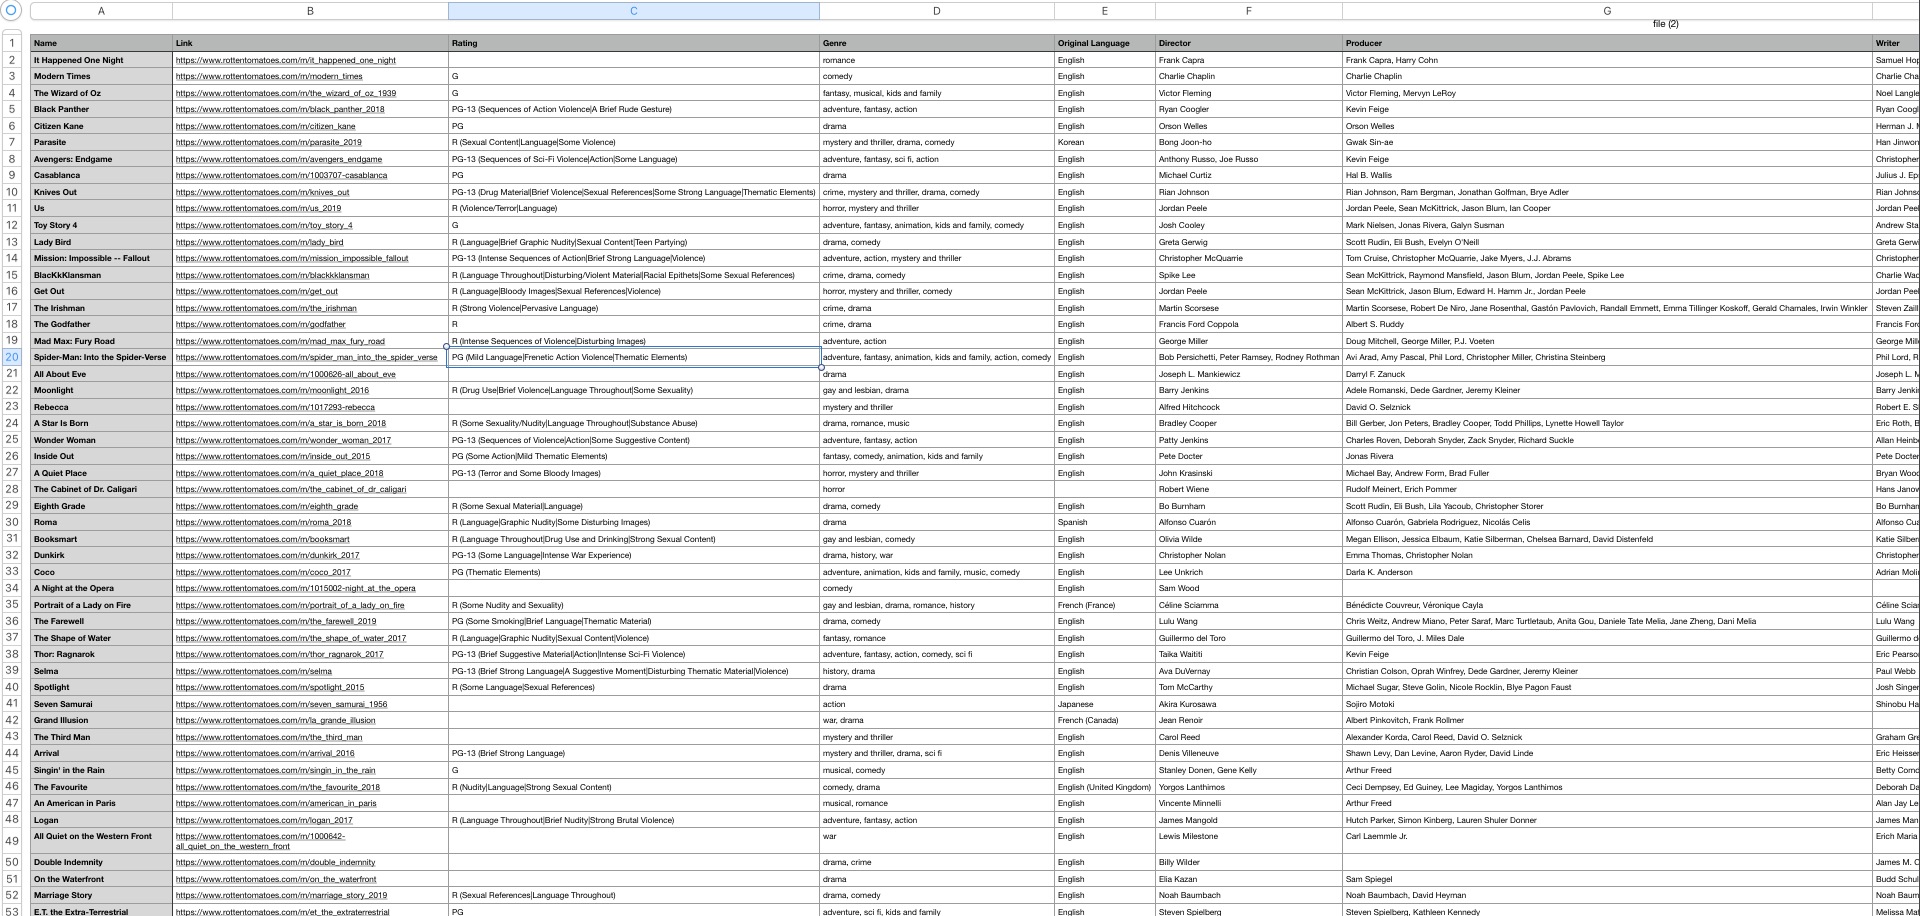 A B C D E F G
file (2)
1 Name Link Rating Genre Original Language Director Producer Writer
2 It Happened One Night https://www.rottentomatoes.com/m/it_happened_one_night romance English Frank Capra Frank Capra, Harry Cohn Samuel Hop
3 Modern Times https://www.rottentomatoes.com/m/modern_times G comedy English Charlie Chaplin Charlie Chaplin Charlie Cha
4 The Wizard of Oz https://www.rottentomatoes.com/m/the_wizard_of_oz_1939 G fantasy, musical, kids and family English Victor Fleming Victor Fleming, Mervyn LeRoy Noel Langle
5 Black Panther https://www.rottentomatoes.com/m/black_panther_2018 PG-13 (Sequences of Action Violence|A Brief Rude Gesture) adventure, fantasy, action English Ryan Coogler Kevin Feige Ryan Coogl
6 Citizen Kane https://www.rottentomatoes.com/m/citizen_kane PG drama English Orson Welles Orson Welles Herman J. M
7 Parasite https://www.rottentomatoes.com/m/parasite_2019 R (Sexual Content|Language|Some Violence) mystery and thriller, drama, comedy Korean Bong Joon-ho Gwak Sin-ae Han Jinwon
8 Avengers: Endgame https://www.rottentomatoes.com/m/avengers_endgame PG-13 (Sequences of Sci-Fi Violence|Action|Some Language) adventure, fantasy, sci fi, action English Anthony Russo, Joe Russo Kevin Feige Christopher
9 Casablanca https://www.rottentomatoes.com/m/1003707-casablanca PG drama English Michael Curtiz Hal B. Wallis Julius J. Ep
10 Knives Out https://www.rottentomatoes.com/m/knives_out PG-13 (Drug Material|Brief Violence|Sexual References|Some Strong Language|Thematic Elements) crime, mystery and thriller, drama, comedy English Rian Johnson Rian Johnson, Ram Bergman, Jonathan Golfman, Brye Adler Rian Johnso
11 Us https://www.rottentomatoes.com/m/us_2019 R (Violence/Terror|Language) horror, mystery and thriller English Jordan Peele Jordan Peele, Sean McKittrick, Jason Blum, Ian Cooper Jordan Peel
12 Toy Story 4 https://www.rottentomatoes.com/m/toy_story_4 G adventure, fantasy, animation, kids and family, comedy English Josh Cooley Mark Nielsen, Jonas Rivera, Galyn Susman Andrew Sta
13 Lady Bird https://www.rottentomatoes.com/m/lady_bird R (Language|Brief Graphic Nudity|Sexual Content|Teen Partying) drama, comedy English Greta Gerwig Scott Rudin, Eli Bush, Evelyn O'Neill Greta Gerwi
14 Mission: Impossible -- Fallout https://www.rottentomatoes.com/m/mission_impossible_fallout PG-13 (Intense Sequences of Action|Brief Strong Language|Violence) adventure, action, mystery and thriller English Christopher McQuarrie Tom Cruise, Christopher McQuarrie, Jake Myers, J.J. Abrams Christopher
15 BlacKkKlansman https://www.rottentomatoes.com/m/blackkklansman R (Language Throughout|Disturbing/Violent Material|Racial Epithets|Some Sexual References) crime, drama, comedy English Spike Lee Sean McKittrick, Raymond Mansfield, Jason Blum, Jordan Peele, Spike Lee Charlie Wac
16 Get Out https://www.rottentomatoes.com/m/get_out R (Language|Bloody Images|Sexual References|Violence) horror, mystery and thriller, comedy English Jordan Peele Sean McKittrick, Jason Blum, Edward H. Hamm Jr., Jordan Peele Jordan Peel
17 The Irishman https://www.rottentomatoes.com/m/the_irishman R (Strong Violence|Pervasive Language) crime, drama English Martin Scorsese Martin Scorsese, Robert De Niro, Jane Rosenthal, Gastón Pavlovich, Randall Emmett, Emma Tillinger Koskoff, Gerald Chamales, Irwin Winkler Steven Zaill
18 The Godfather https://www.rottentomatoes.com/m/godfather R crime, drama English Francis Ford Coppola Albert S. Ruddy Francis Ford
19 Mad Max: Fury Road https://www.rottentomatoes.com/m/mad_max_fury_road R (Intense Sequences of Violence|Disturbing Images) adventure, action English George Miller Doug Mitchell, George Miller, P.J. Voeten George Mille
20 Spider-Man: Into the Spider-Verse https://www.rottentomatoes.com/m/spider_man_into_the_spider_verse PG (Mild Language|Frenetic Action Violence|Thematic Elements) adventure, fantasy, animation, kids and family, action, comedy English Bob Persichetti, Peter Ramsey, Rodney Rothman Avi Arad, Amy Pascal, Phil Lord, Christopher Miller, Christina Steinberg Phil Lord, R
21 All About Eve https://www.rottentomatoes.com/m/1000626-all_about_eve drama English Joseph L. Mankiewicz Darryl F. Zanuck Joseph L. M
22 Moonlight https://www.rottentomatoes.com/m/moonlight_2016 R (Drug Use|Brief Violence|Language Throughout|Some Sexuality) gay and lesbian, drama English Barry Jenkins Adele Romanski, Dede Gardner, Jeremy Kleiner Barry Jenki
23 Rebecca https://www.rottentomatoes.com/m/1017293-rebecca mystery and thriller English Alfred Hitchcock David O. Selznick Robert E. S
24 A Star Is Born https://www.rottentomatoes.com/m/a_star_is_born_2018 R (Some Sexuality/Nudity|Language Throughout|Substance Abuse) drama, romance, music English Bradley Cooper Bill Gerber, Jon Peters, Bradley Cooper, Todd Phillips, Lynette Howell Taylor Eric Roth, B
25 Wonder Woman https://www.rottentomatoes.com/m/wonder_woman_2017 PG-13 (Sequences of Violence|Action|Some Suggestive Content) adventure, fantasy, action English Patty Jenkins Charles Roven, Deborah Snyder, Zack Snyder, Richard Suckle Allan Heinb
26 Inside Out https://www.rottentomatoes.com/m/inside_out_2015 PG (Some Action|Mild Thematic Elements) fantasy, comedy, animation, kids and family English Pete Docter Jonas Rivera Pete Docter
27 A Quiet Place https://www.rottentomatoes.com/m/a_quiet_place_2018 PG-13 (Terror and Some Bloody Images) horror, mystery and thriller English John Krasinski Michael Bay, Andrew Form, Brad Fuller Bryan Wood
28 The Cabinet of Dr. Caligari https://www.rottentomatoes.com/m/the_cabinet_of_dr_caligari horror Robert Wiene Rudolf Meinert, Erich Pommer Hans Janow
29 Eighth Grade https://www.rottentomatoes.com/m/eighth_grade R (Some Sexual Material|Language) drama, comedy English Bo Burnham Scott Rudin, Eli Bush, Lila Yacoub, Christopher Storer Bo Burnham
30 Roma https://www.rottentomatoes.com/m/roma_2018 R (Language|Graphic Nudity|Some Disturbing Images) drama Spanish Alfonso Cuarón Alfonso Cuarón, Gabriela Rodriguez, Nicolás Celis Alfonso Cua
31 Booksmart https://www.rottentomatoes.com/m/booksmart R (Language Throughout|Drug Use and Drinking|Strong Sexual Content) gay and lesbian, comedy English Olivia Wilde Megan Ellison, Jessica Elbaum, Katie Silberman, Chelsea Barnard, David Distenfeld Katie Silber
32 Dunkirk https://www.rottentomatoes.com/m/dunkirk_2017 PG-13 (Some Language|Intense War Experience) drama, history, war English Christopher Nolan Emma Thomas, Christopher Nolan Christopher
33 Coco https://www.rottentomatoes.com/m/coco_2017 PG (Thematic Elements) adventure, animation, kids and family, music, comedy English Lee Unkrich Darla K. Anderson Adrian Molin
34 A Night at the Opera https://www.rottentomatoes.com/m/1015002-night_at_the_opera comedy English Sam Wood
35 Portrait of a Lady on Fire https://www.rottentomatoes.com/m/portrait_of_a_lady_on_fire R (Some Nudity and Sexuality) gay and lesbian, drama, romance, history French (France) Céline Sciamma Bénédicte Couvreur, Véronique Cayla Céline Sciar
36 The Farewell https://www.rottentomatoes.com/m/the_farewell_2019 PG (Some Smoking|Brief Language|Thematic Material) drama, comedy English Lulu Wang Chris Weitz, Andrew Miano, Peter Saraf, Marc Turtletaub, Anita Gou, Daniele Tate Melia, Jane Zheng, Dani Melia Lulu Wang
37 The Shape of Water https://www.rottentomatoes.com/m/the_shape_of_water_2017 R (Language|Graphic Nudity|Sexual Content|Violence) fantasy, romance English Guillermo del Toro Guillermo del Toro, J. Miles Dale Guillermo d
38 Thor: Ragnarok https://www.rottentomatoes.com/m/thor_ragnarok_2017 PG-13 (Brief Suggestive Material|Action|Intense Sci-Fi Violence) adventure, fantasy, action, comedy, sci fi English Taika Waititi Kevin Feige Eric Pearson
39 Selma https://www.rottentomatoes.com/m/selma PG-13 (Brief Strong Language|A Suggestive Moment|Disturbing Thematic Material|Violence) history, drama English Ava DuVernay Christian Colson, Oprah Winfrey, Dede Gardner, Jeremy Kleiner Paul Webb
40 Spotlight https://www.rottentomatoes.com/m/spotlight_2015 R (Some Language|Sexual References) drama English Tom McCarthy Michael Sugar, Steve Golin, Nicole Rocklin, Blye Pagon Faust Josh Singer
41 Seven Samurai https://www.rottentomatoes.com/m/seven_samurai_1956 action Japanese Akira Kurosawa Sojiro Motoki Shinobu Ha
42 Grand Illusion https://www.rottentomatoes.com/m/la_grande_illusion war, drama French (Canada) Jean Renoir Albert Pinkovitch, Frank Rollmer
43 The Third Man https://www.rottentomatoes.com/m/the_third_man mystery and thriller English Carol Reed Alexander Korda, Carol Reed, David O. Selznick Graham Gre
44 Arrival https://www.rottentomatoes.com/m/arrival_2016 PG-13 (Brief Strong Language) mystery and thriller, drama, sci fi English Denis Villeneuve Shawn Levy, Dan Levine, Aaron Ryder, David Linde Eric Heisser
45 Singin' in the Rain https://www.rottentomatoes.com/m/singin_in_the_rain G musical, comedy English Stanley Donen, Gene Kelly Arthur Freed Betty Comd
46 The Favourite https://www.rottentomatoes.com/m/the_favourite_2018 R (Nudity|Language|Strong Sexual Content) comedy, drama English (United Kingdom) Yorgos Lanthimos Ceci Dempsey, Ed Guiney, Lee Magiday, Yorgos Lanthimos Deborah Da
47 An American in Paris https://www.rottentomatoes.com/m/american_in_paris musical, romance English Vincente Minnelli Arthur Freed Alan Jay Le
48 Logan https://www.rottentomatoes.com/m/logan_2017 R (Language Throughout|Brief Nudity|Strong Brutal Violence) adventure, fantasy, action English James Mangold Hutch Parker, Simon Kinberg, Lauren Shuler Donner James Man
49 All Quiet on the Western Front https://www.rottentomatoes.com/m/1000642- war English Lewis Milestone Carl Laemmle Jr. Erich Maria
all_quiet_on_the_western_front
50 Double Indemnity https://www.rottentomatoes.com/m/double_indemnity drama, crime English Billy Wilder James M. C
51 On the Waterfront https://www.rottentomatoes.com/m/on_the_waterfront drama English Elia Kazan Sam Spiegel Budd Schul
52 Marriage Story https://www.rottentomatoes.com/m/marriage_story_2019 R (Sexual References|Language Throughout) drama, comedy English Noah Baumbach Noah Baumbach, David Heyman Noah Baum
53 E.T. the Extra-Terrestrial https://www.rottentomatoes.com/m/et_the_extraterrestrial PG adventure, sci fi, kids and family English Steven Spielberg Steven Spielberg, Kathleen Kennedy Melissa Mat